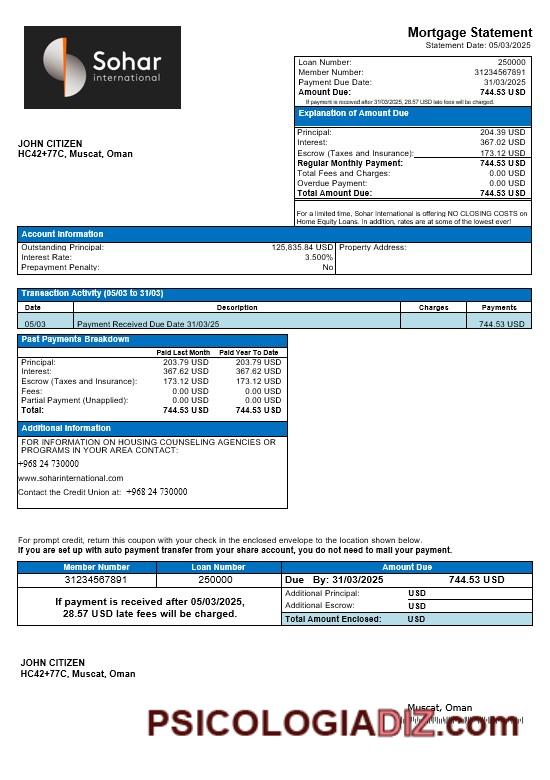 Sohar
international
Mortgage Statement
Statement Date: 05/03/2025
Loan Number: 250000
Member Number: 31234567891
Payment Due Date: 31/03/2025
Amount Due: 744.53 USD
If payment is received after 31/03/2025, 28.57 USD late fees will be charged.
Explanation of Amount Due
Principal: 204.39 USD
Interest: 367.02 USD
Escrow (Taxes and Insurance): 173.12 USD
Regular Monthly Payment: 744.53 USD
Total Fees and Charges: 0.00 USD
Overdue Payment: 0.00 USD
Total Amount Due: 744.53 USD
For a limited time, Sohar International is offering NO CLOSING COSTS on
Home Equity Loans. In addition, rates are at some of the lowest ever!
JOHN CITIZEN
HC42+77C, Muscat, Oman
Account Information
Outstanding Principal: 125,835.84 USD Property Address:
Interest Rate: 3.500%
Prepayment Penalty: No
Transaction Activity (05/03 to 31/03)
Date Description Charges Payments
05/03 Payment Received Due Date 31/03/25 744.53 USD
Past Payments Breakdown
Paid Last Month Paid Year To Date
Principal: 203.79 USD 203.79 USD
Interest: 367.62 USD 367.62 USD
Escrow (Taxes and Insurance): 173.12 USD 173.12 USD
Fees: 0.00 USD 0.00 USD
Partial Payment (Unapplied): 0.00 USD 0.00 USD
Total: 744.53 USD 744.53 USD
Additional Information
FOR INFORMATION ON HOUSING COUNSELING AGENCIES OR
PROGRAMS IN YOUR AREA CONTACT:
+968 24 730000
www.soharinternational.com
Contact the Credit Union at: +968 24 730000
For prompt credit, return this coupon with your check in the enclosed envelope to the location shown below.
If you are set up with auto payment transfer from your share account, you do not need to mail your payment.
Member Number Loan Number Amount Due
31234567891 250000 Due By: 31/03/2025 744.53 USD
If payment is received after 05/03/2025,
28.57 USD late fees will be charged.
Additional Principal: USD
Additional Escrow: USD
Total Amount Enclosed: USD
JOHN CITIZEN
HC42+77C, Muscat, Oman
Muscat, Oman
PSICOLOGIADIZ.com